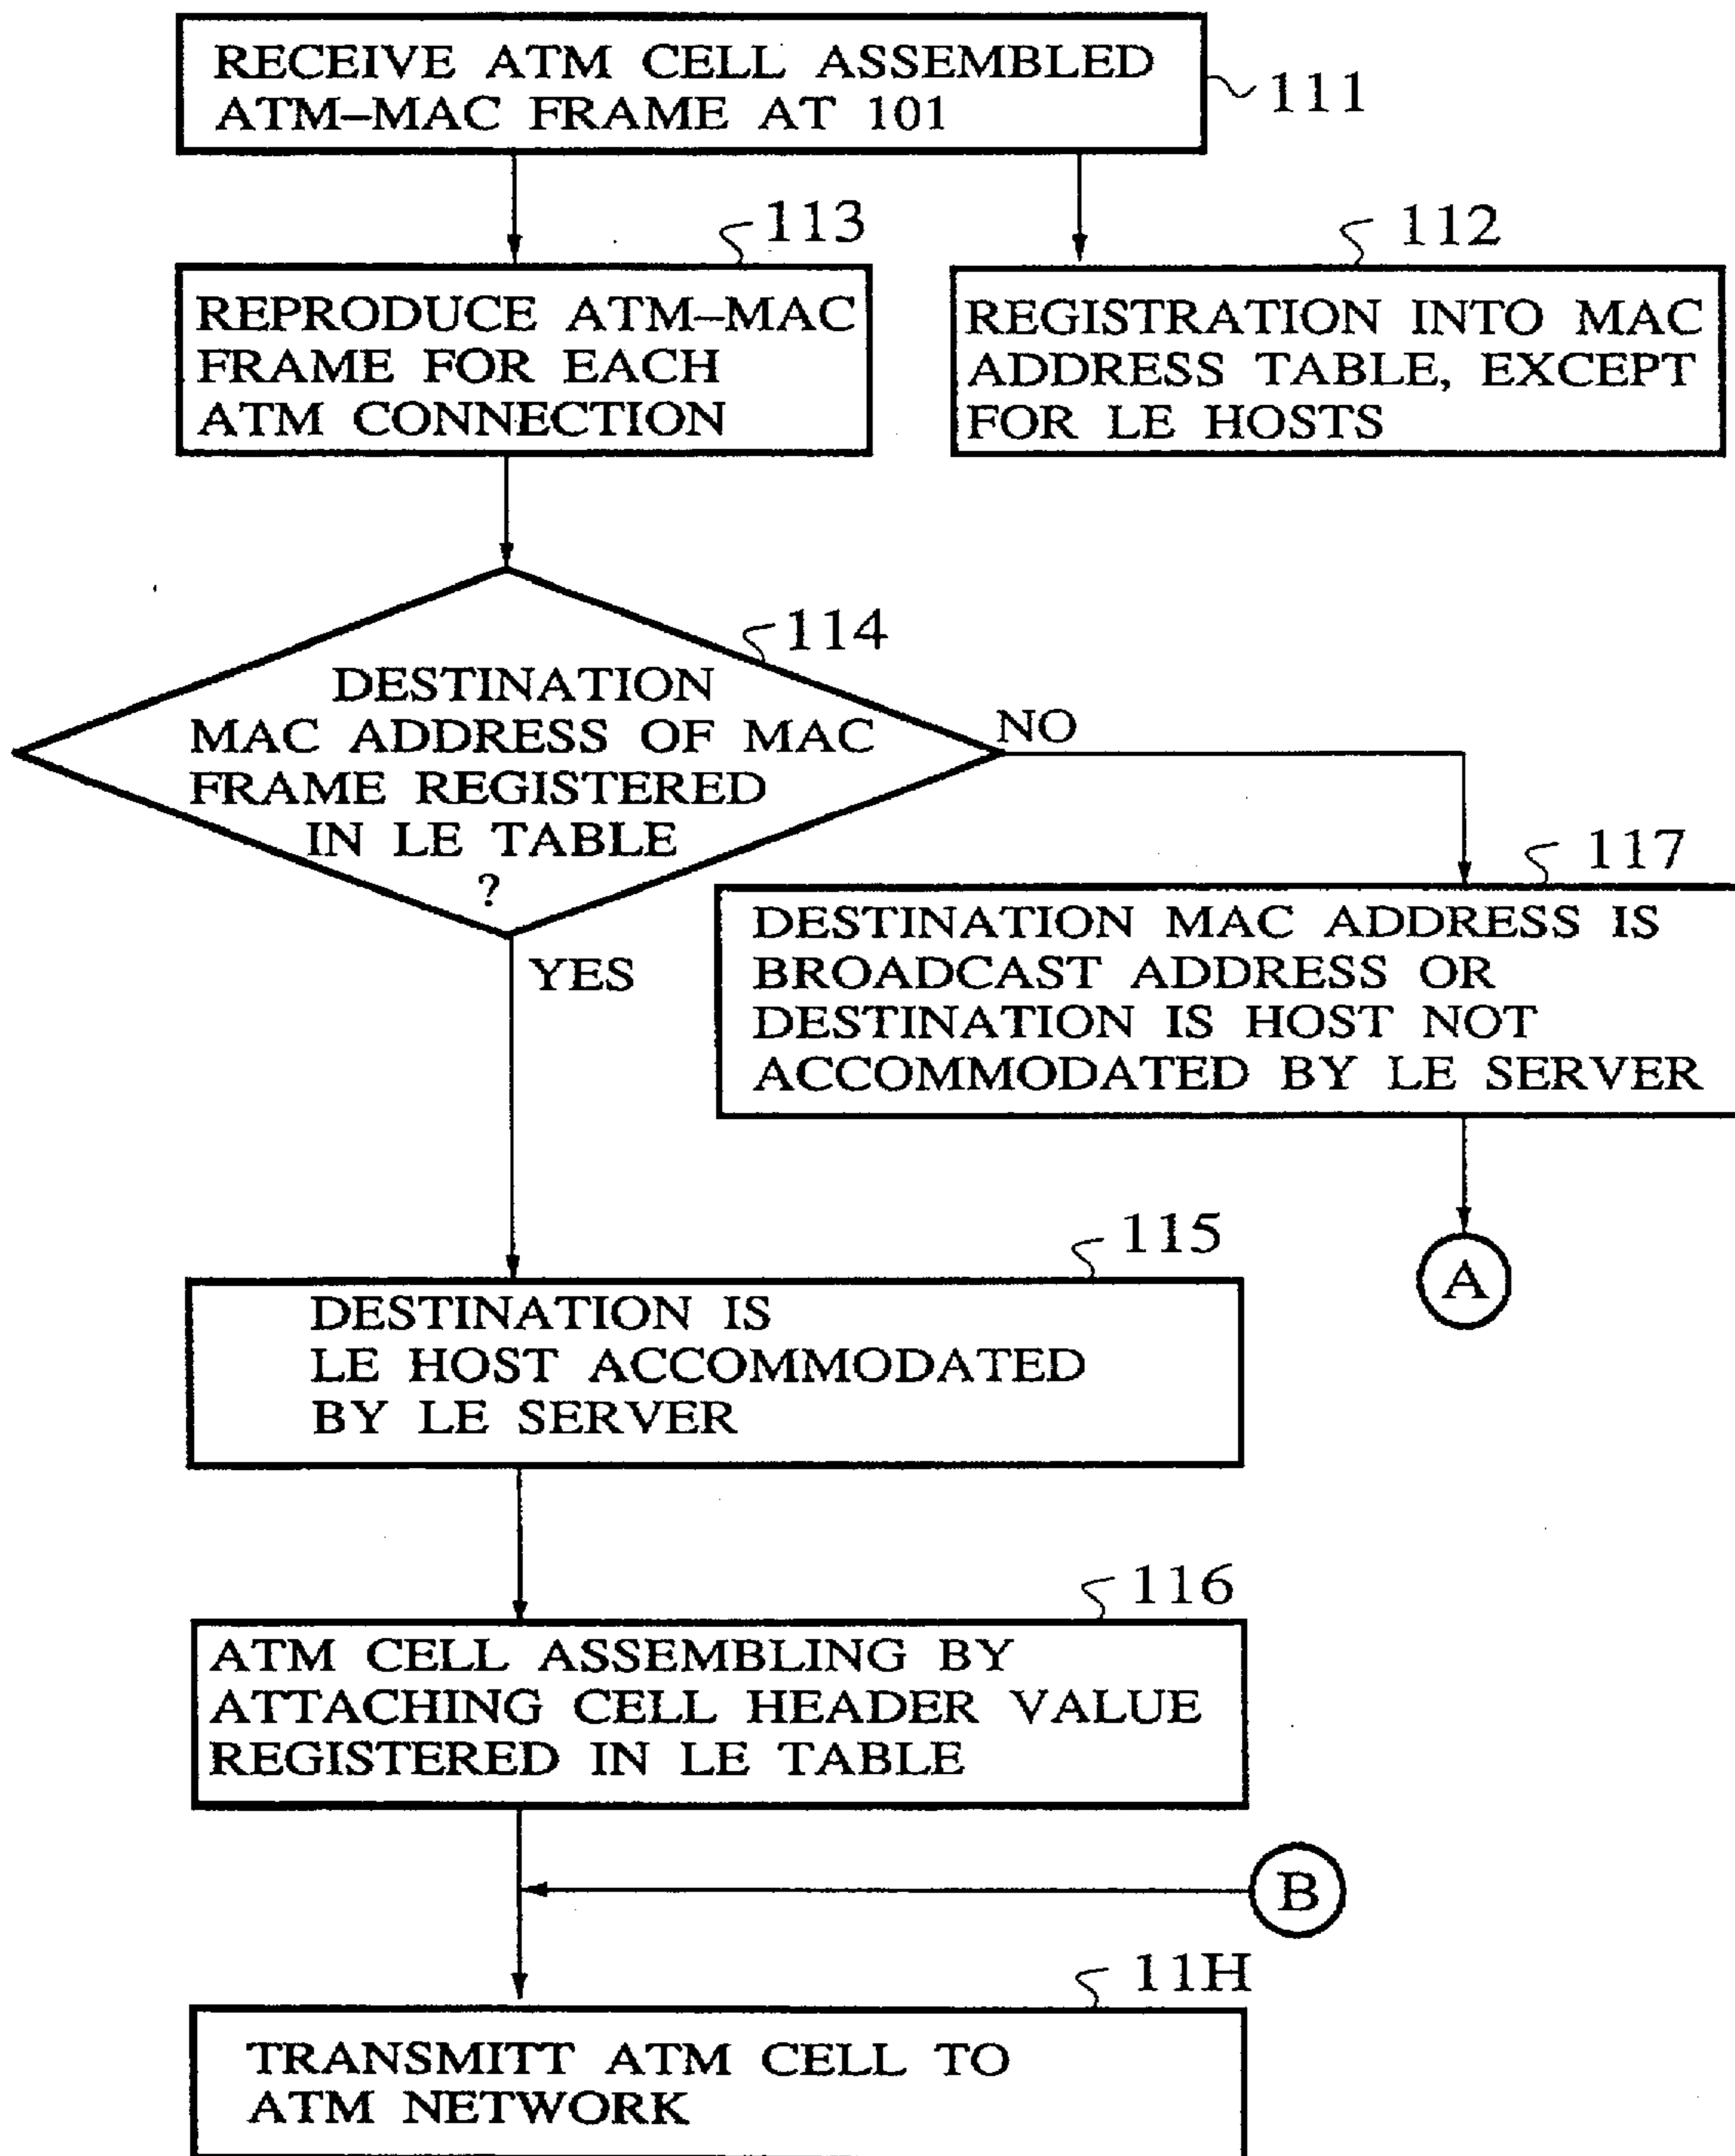 RECEIVE ATM CELL ASSEMBLED
ATM–MAC FRAME AT 101
111
113
112
REPRODUCE ATM–MAC
FRAME FOR EACH
ATM CONNECTION
REGISTRATION INTO MAC
ADDRESS TABLE, EXCEPT
FOR LE HOSTS
114
DESTINATION
MAC ADDRESS OF MAC
FRAME REGISTERED
IN LE TABLE
?
NO
YES
117
DESTINATION MAC ADDRESS IS
BROADCAST ADDRESS OR
DESTINATION IS HOST NOT
ACCOMMODATED BY LE SERVER
A
115
DESTINATION IS
LE HOST ACCOMMODATED
BY LE SERVER
116
ATM CELL ASSEMBLING BY
ATTACHING CELL HEADER VALUE
REGISTERED IN LE TABLE
B
11H
TRANSMITT ATM CELL TO
ATM NETWORK